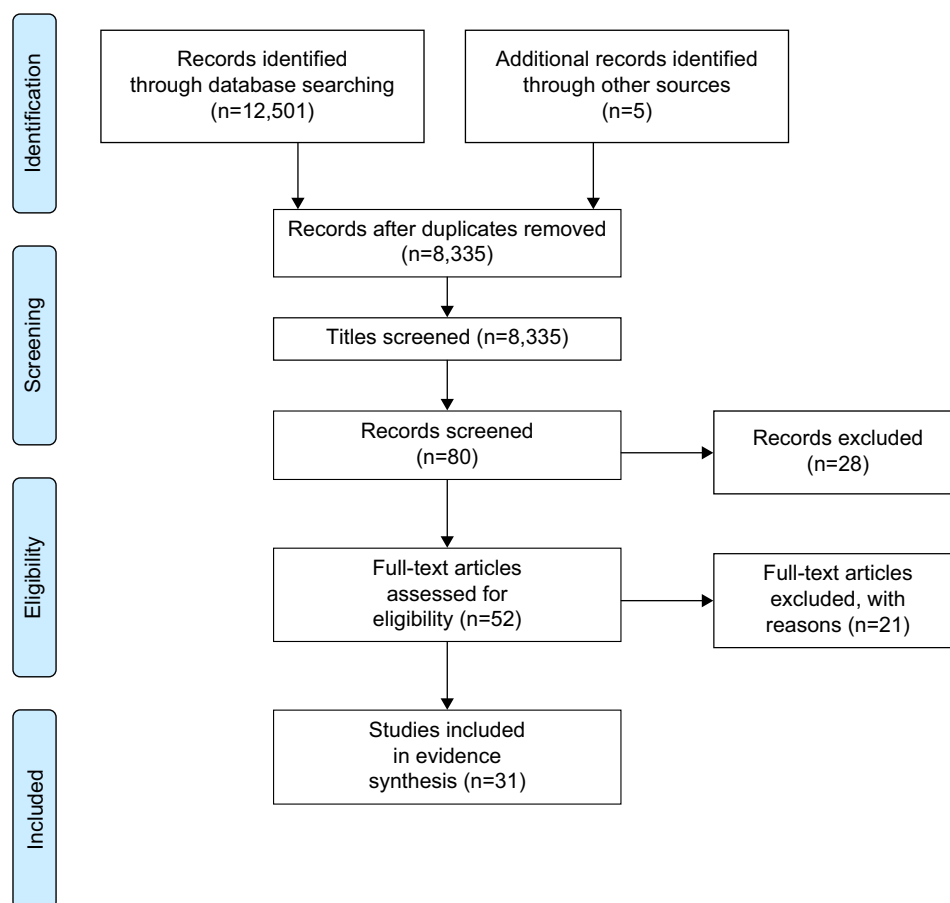 Identification
Records identified
through database searching
(n=12,501)
Additional records identified
through other sources
(n=5)
Records after duplicates removed
(n=8,335)
Screening
Titles screened (n=8,335)
Records screened
(n=80)
Records excluded
(n=28)
Eligibility
Full-text articles
assessed for
eligibility (n=52)
Full-text articles
excluded, with
reasons (n=21)
Included
Studies included
in evidence
synthesis (n=31)